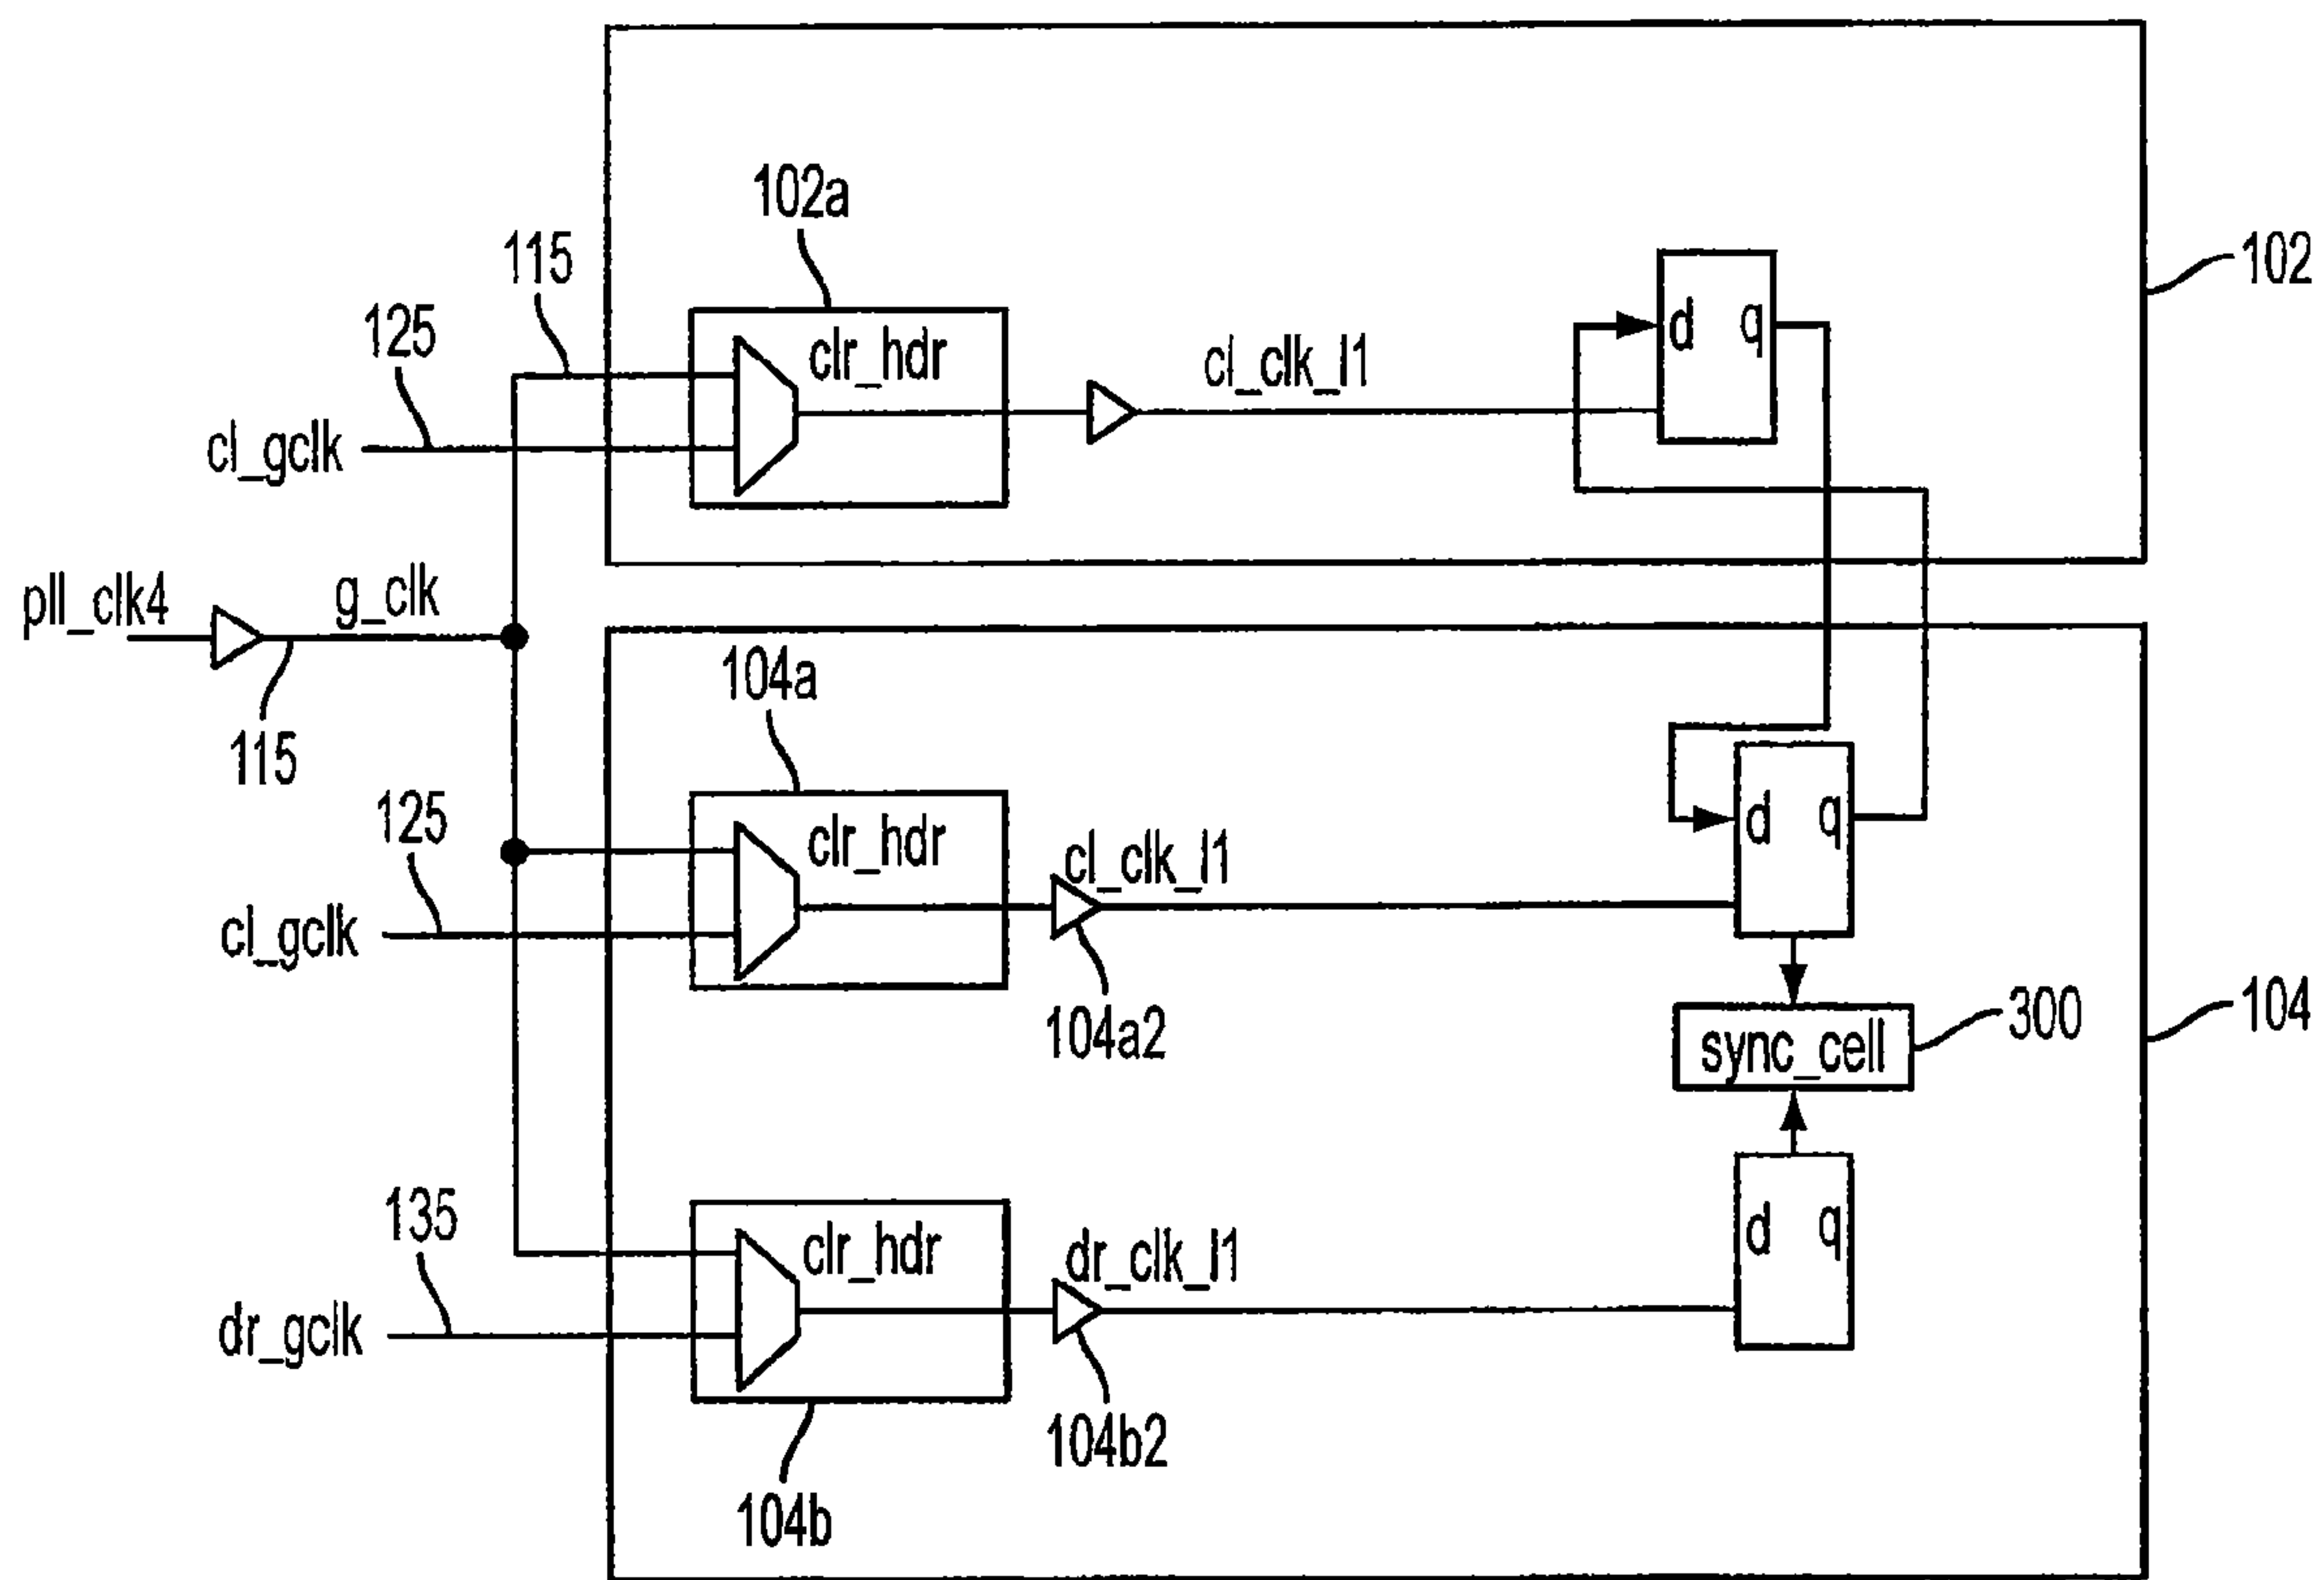 102a
115
102
125
clr_hdr
d q
cl_clk_l1
cl_gclk
pll_clk4
g_clk
104a
115
125
clr_hdr
d q
cl_clk_l1
cl_gclk
104a2
sync_cell
300
104
135
clr_hdr
dr_clk_l1
d q
dr_gclk
104b2
104b